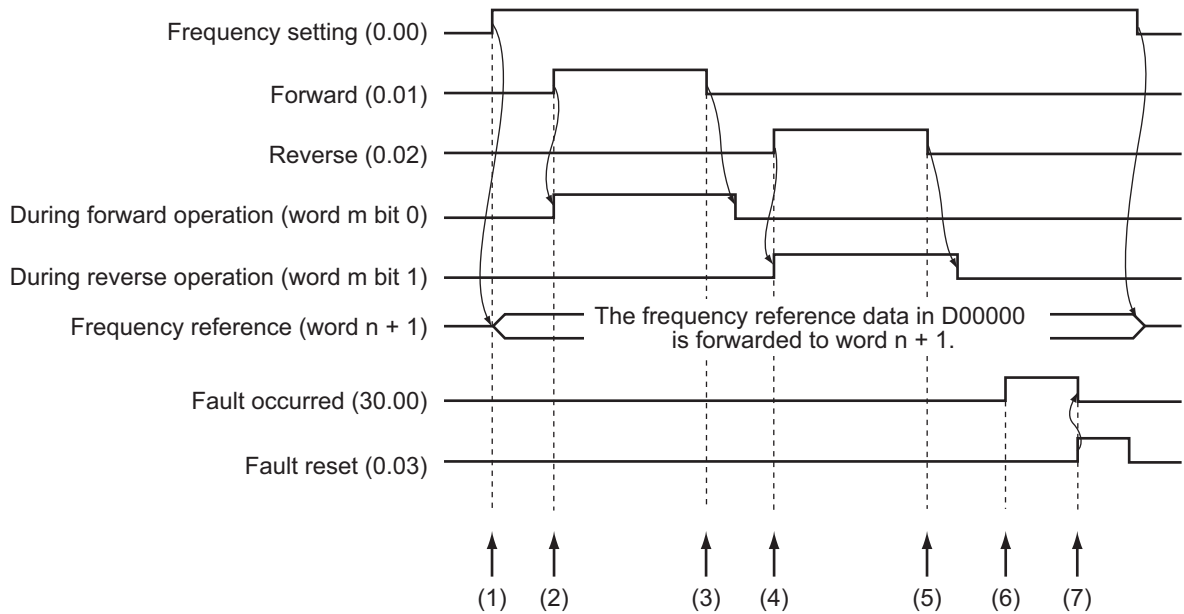 Frequency setting (0.00)
Forward (0.01)
Reverse (0.02)
During forward operation (word m bit 0)
During reverse operation (word m bit 1)
Frequency reference (word n + 1)
The frequency reference data in D00000
is forwarded to word n + 1.
Fault occurred (30.00)
Fault reset (0.03)
(1) (2) (3) (4) (5) (6) (7)